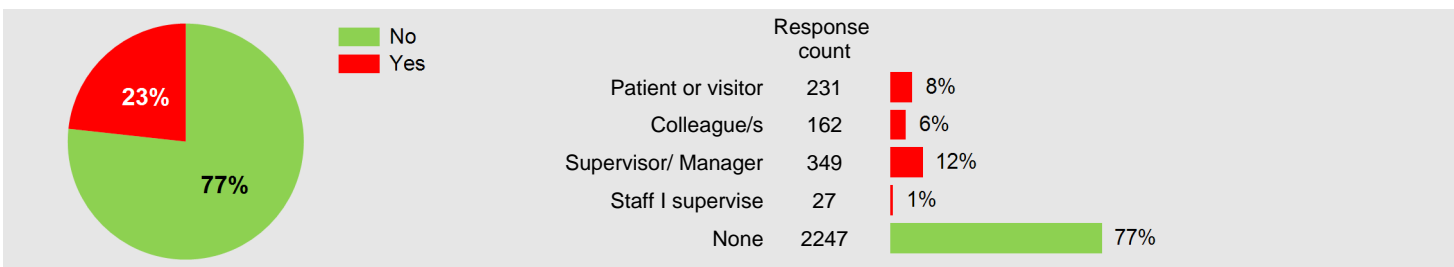 23%
77%
No
Yes
Response
count
Patient or visitor 231 8%
Colleague/s 162 6%
Supervisor/ Manager 349 12%
Staff I supervise 27 1%
None 2247 77%